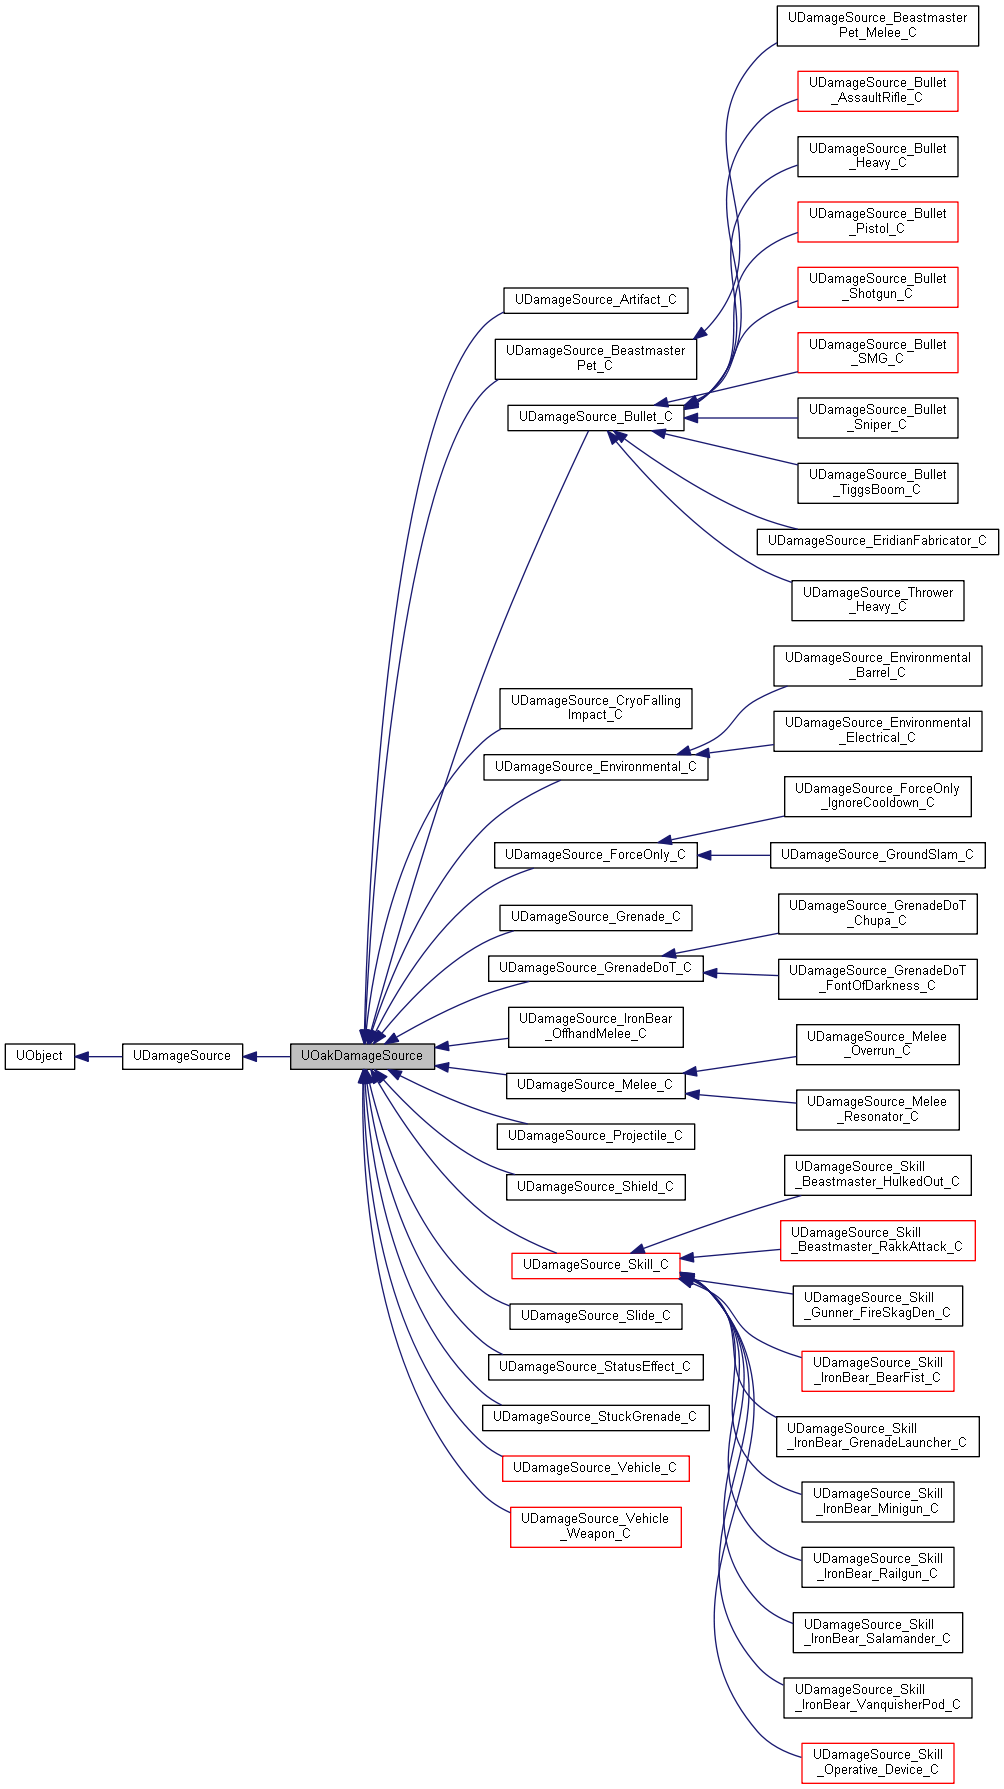 UObject
UDamageSource
UOakDamageSource
UDamageSource_Artifact_C
UDamageSource_Beastmaster
Pet_C
UDamageSource_Bullet_C
UDamageSource_CryoFalling
Impact_C
UDamageSource_Environmental_C
UDamageSource_ForceOnly_C
UDamageSource_Grenade_C
UDamageSource_GrenadeDoT_C
UDamageSource_IronBear
_OffhandMelee_C
UDamageSource_Melee_C
UDamageSource_Projectile_C
UDamageSource_Shield_C
UDamageSource_Skill_C
UDamageSource_Slide_C
UDamageSource_StatusEffect_C
UDamageSource_StuckGrenade_C
UDamageSource_Vehicle_C
UDamageSource_Vehicle
_Weapon_C
UDamageSource_Beastmaster
Pet_Melee_C
UDamageSource_Bullet
_AssaultRifle_C
UDamageSource_Bullet
_Heavy_C
UDamageSource_Bullet
_Pistol_C
UDamageSource_Bullet
_Shotgun_C
UDamageSource_Bullet
_SMG_C
UDamageSource_Bullet
_Sniper_C
UDamageSource_Bullet
_TiggsBoom_C
UDamageSource_EridianFabricator_C
UDamageSource_Thrower
_Heavy_C
UDamageSource_Environmental
_Barrel_C
UDamageSource_Environmental
_Electrical_C
UDamageSource_ForceOnly
_IgnoreCooldown_C
UDamageSource_GroundSlam_C
UDamageSource_GrenadeDoT
_Chupa_C
UDamageSource_GrenadeDoT
_FontOfDarkness_C
UDamageSource_Melee
_Overrun_C
UDamageSource_Melee
_Resonator_C
UDamageSource_Skill
_Beastmaster_HulkedOut_C
UDamageSource_Skill
_Beastmaster_RakkAttack_C
UDamageSource_Skill
_Gunner_FireSkagDen_C
UDamageSource_Skill
_IronBear_BearFist_C
UDamageSource_Skill
_IronBear_GrenadeLauncher_C
UDamageSource_Skill
_IronBear_Minigun_C
UDamageSource_Skill
_IronBear_Railgun_C
UDamageSource_Skill
_IronBear_Salamander_C
UDamageSource_Skill
_IronBear_VanquisherPod_C
UDamageSource_Skill
_Operative_Device_C